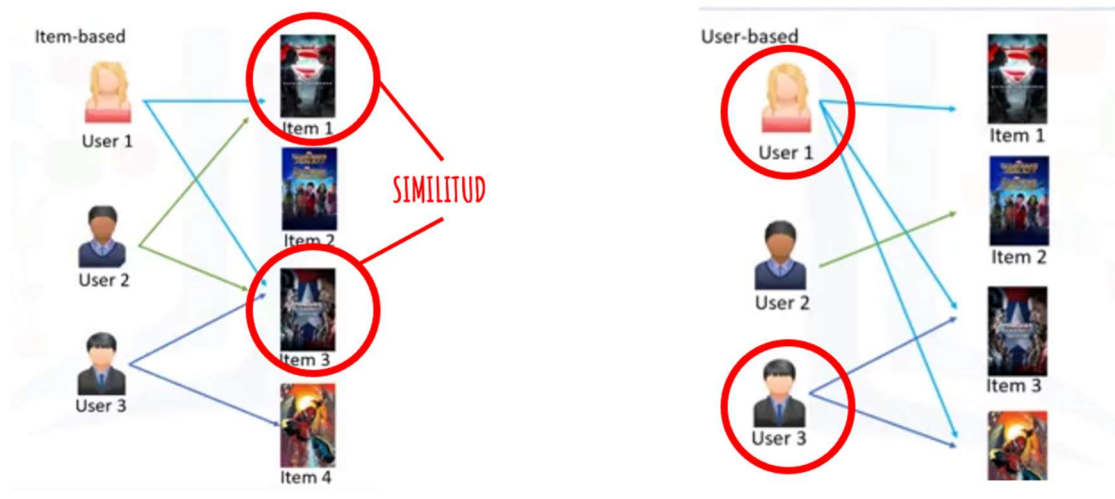 Item-based
User 1
User 2
User 3
Item 1
Item 2
Item 3
Item 4
SIMILITUD
User-based
User 1
User 2
User 3
Item 1
Item 2
Item 3